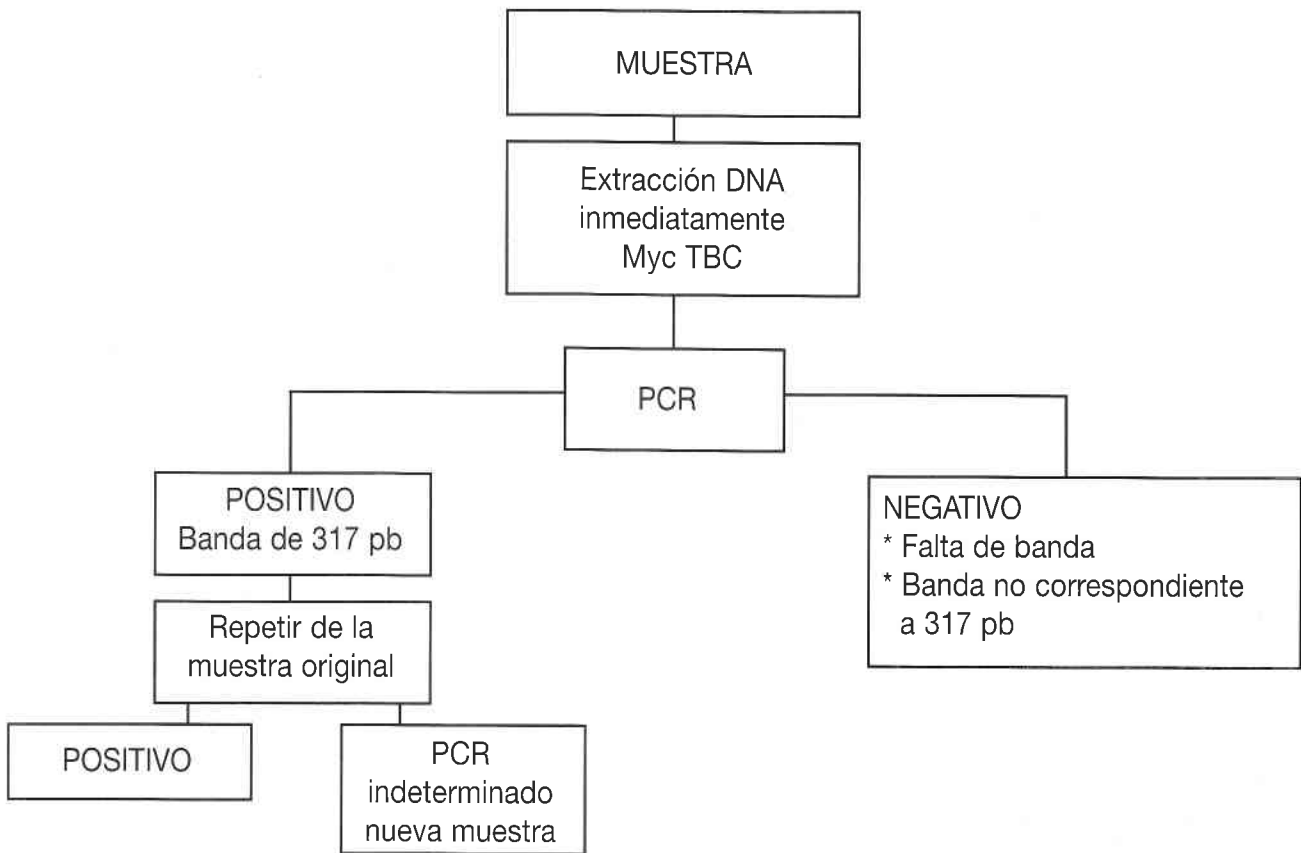 MUESTRA
Extracción DNA
inmediatamente
Myc TBC
PCR
POSITIVO
Banda de 317 pb
NEGATIVO
* Falta de banda
* Banda no correspondiente
a 317 pb
Repetir de la
muestra original
POSITIVO
PCR
indeterminado
nueva muestra